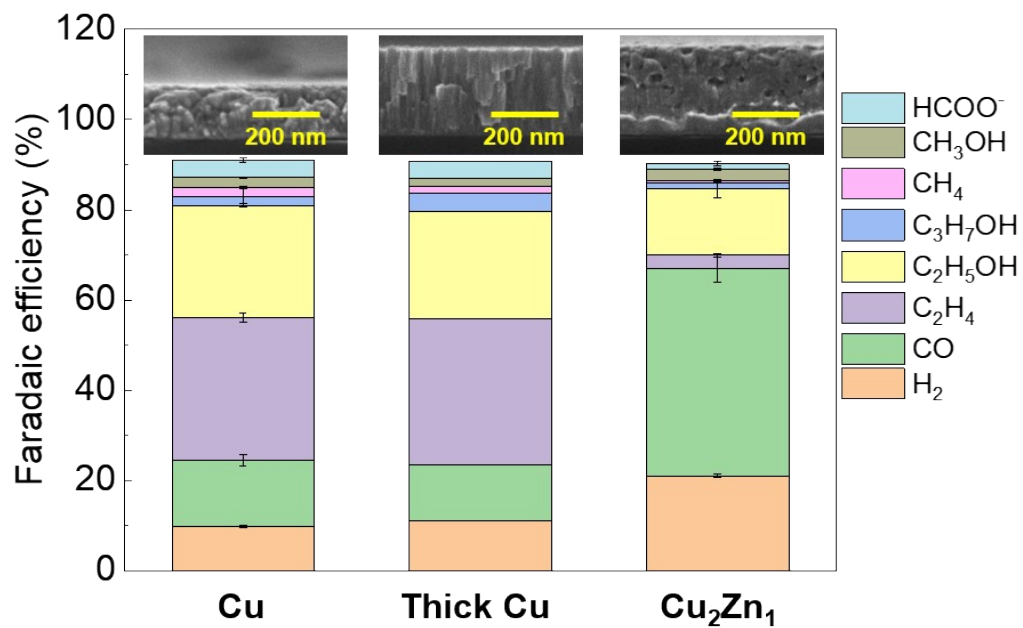 Faradaic efficiency (%)
120
100
80
60
40
20
0
200 nm
200 nm
200 nm
HCOO⁻
CH₃OH
CH₄
C₃H₇OH
C₂H₅OH
C₂H₄
CO
H₂
Cu
Thick Cu
Cu₂Zn₁